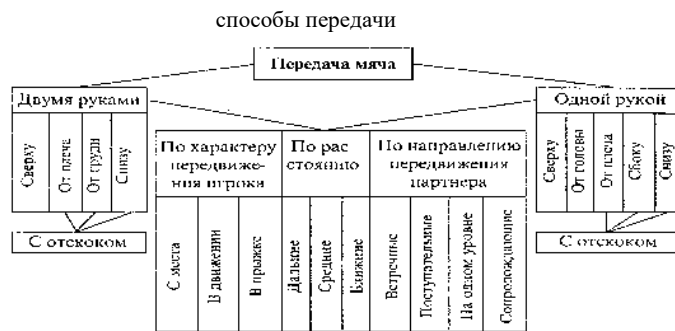 способы передачи
Передача мяча
Двумя руками
Одной рукой
Сверху
От плеча
От груди
Снизу
По характеру
передвиже-
ния игроки
По рас
стоянию
По направлению
передвижения
партнера
Сверху
От головы
От плеча
Сбоку
Снизу
С отскоком
С отскоком
С места
В движении
В прыжке
Дальние
Средние
Ближние
Встречные
Поступательные
На одном уровне
Сопровождающие